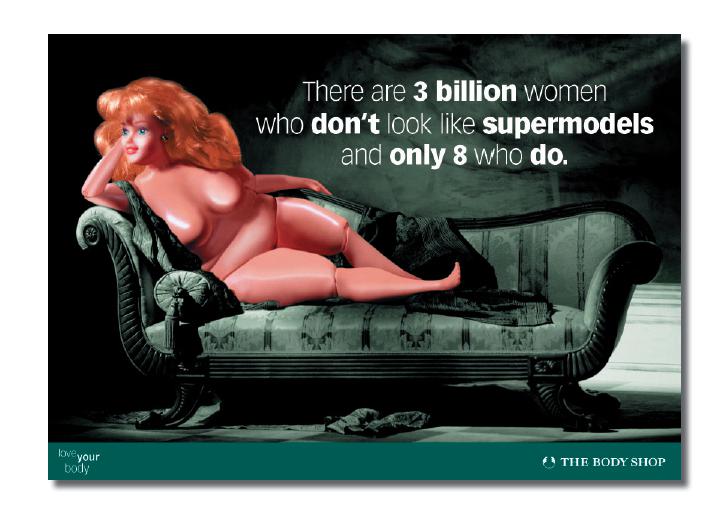 There are 3 billion women
who don't look like supermodels
and only 8 who do.
love your
body
THE BODY SHOP